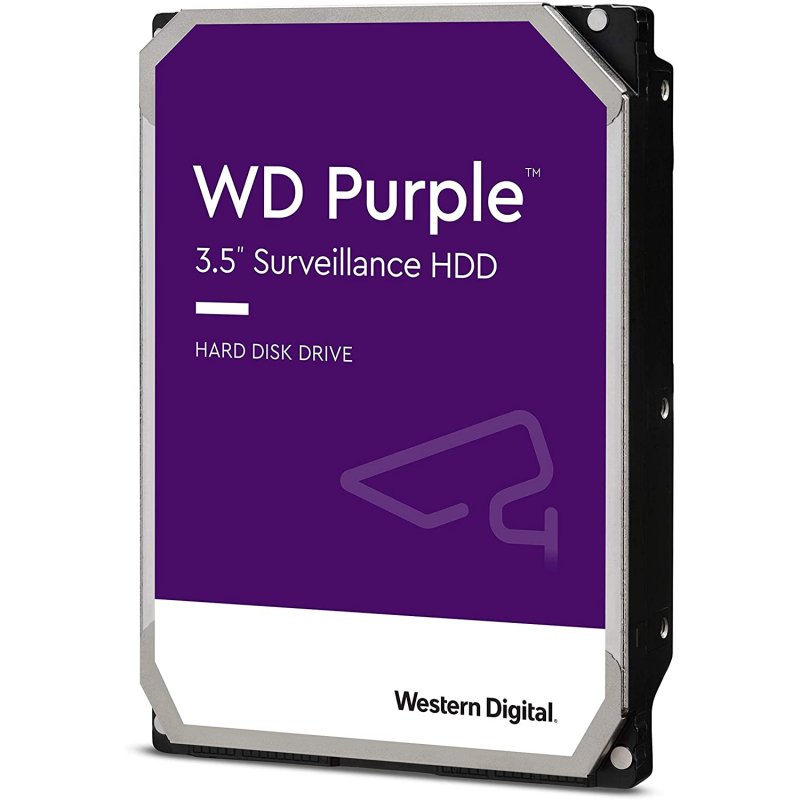 WD Purple™
3.5" Surveillance HDD
HARD DISK DRIVE
Western Digital.